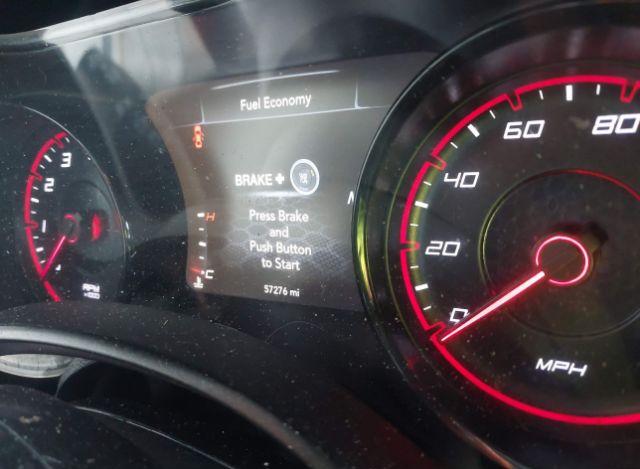 Fuel Economy
BRAKE +
Press Brake
and
Push Button
to Start
H
C
57276 mi
3
2
1
RPM
x1000
80
60
40
20
0
MPH